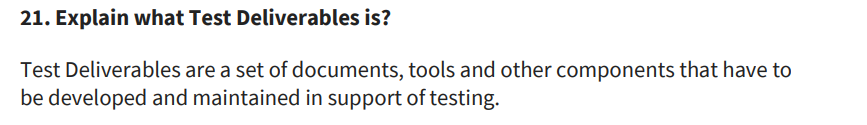 21. Explain what Test Deliverables is?
Test Deliverables are a set of documents, tools and other components that have to
be developed and maintained in support of testing.